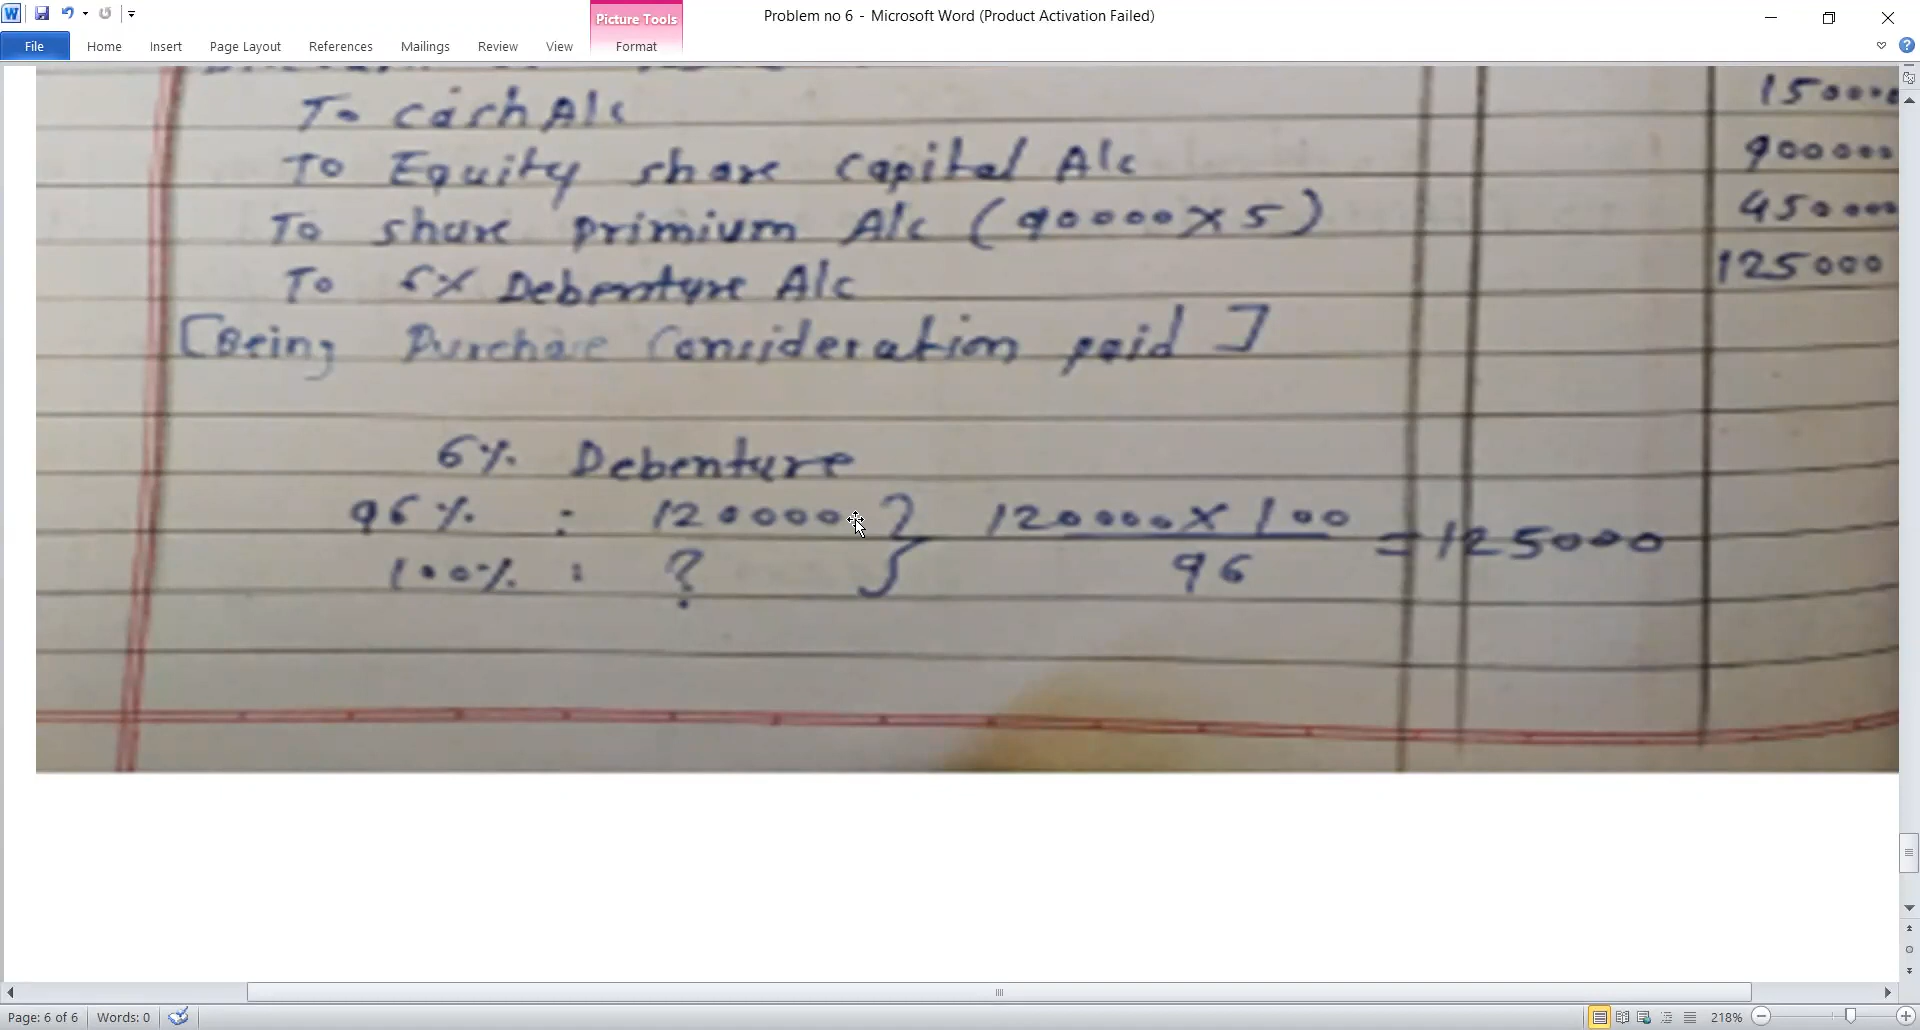 Problem no 6 - Microsoft Word (Product Activation Failed)
Picture Tools
File Home Insert Page Layout References Mailings Review View Format
To cash A/c 150000
To Equity share capital A/c 900000
To share primium A/c (90000 × 5) 450000
To 6% Debenture A/c 125000
[Being Purchase Consideration paid]
6% Debenture
96% : 120000 } 120000 × 100
100% : ? 96 = 125000
Page: 6 of 6 Words: 0 218%